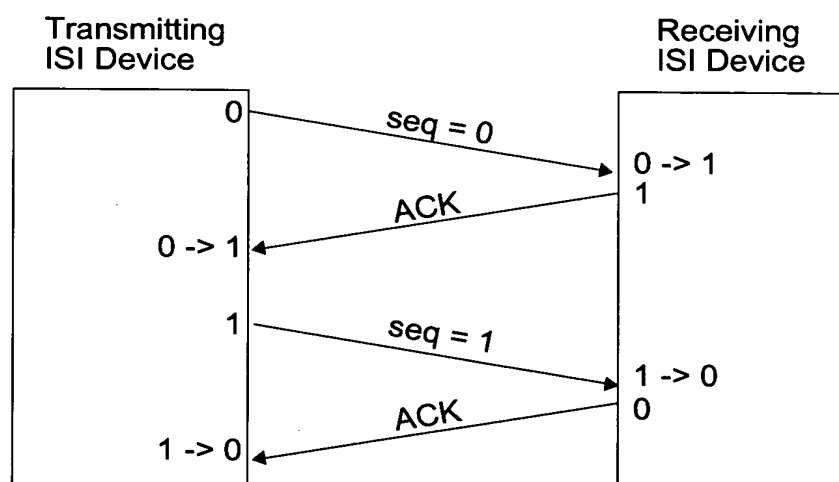 Transmitting
ISI Device
Receiving
ISI Device
0
seq = 0
0 -> 1
1
ACK
0 -> 1
1
seq = 1
1 -> 0
0
ACK
1 -> 0